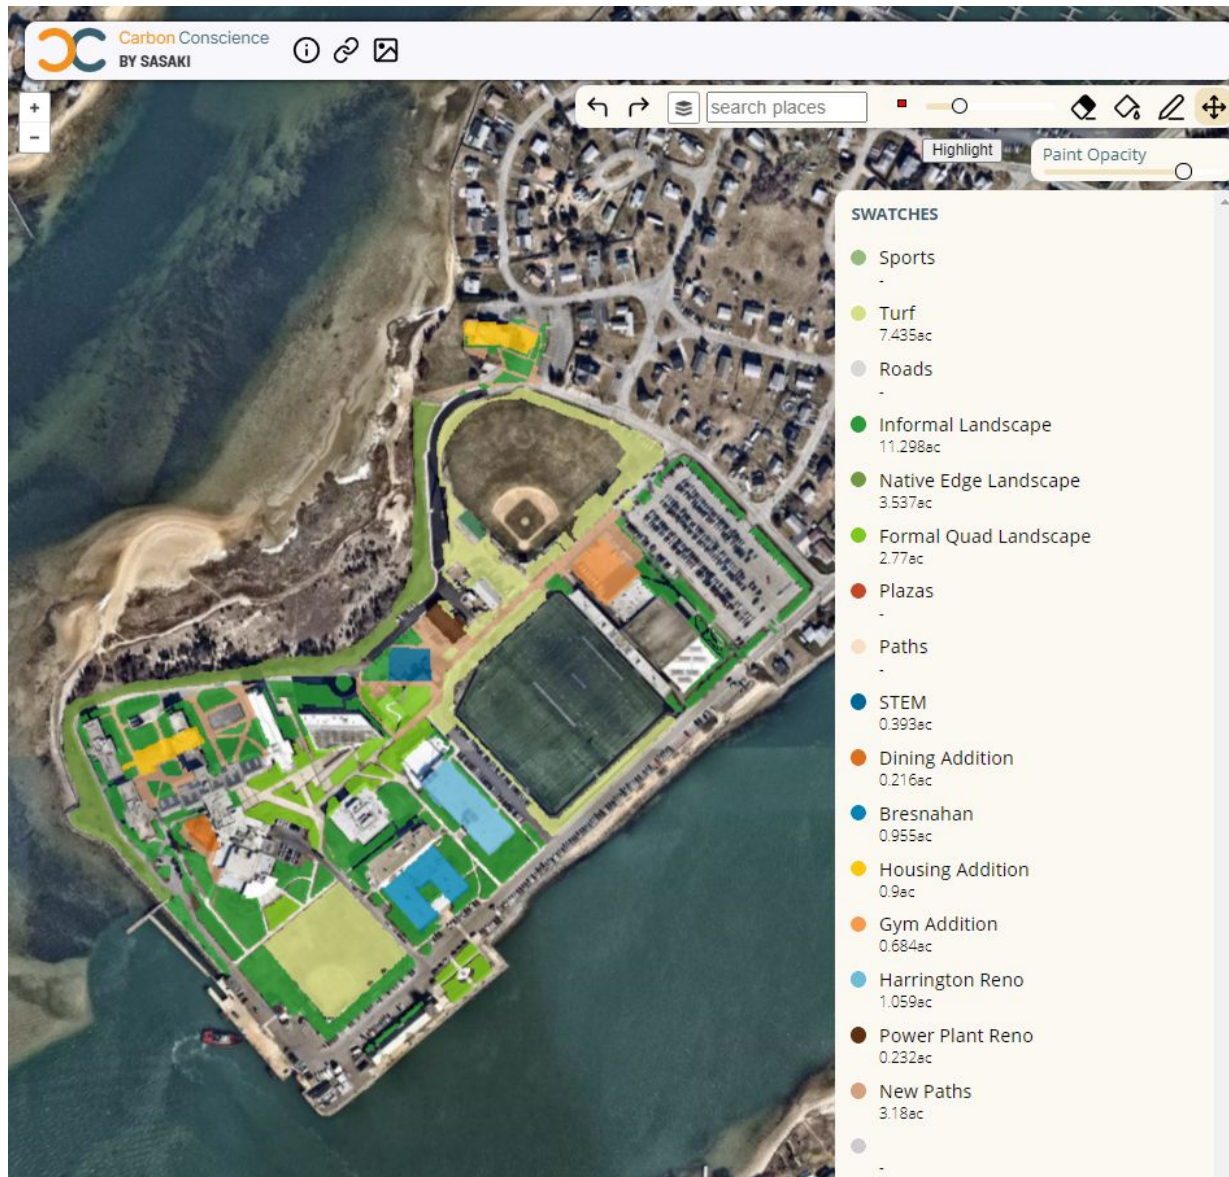 Carbon Conscience
BY SASAKI
+
search places
-
Highlight
Paint Opacity
SWATCHES
Sports
-
Turf
7.435ac
Roads
-
Informal Landscape
11.298ac
Native Edge Landscape
3.537ac
Formal Quad Landscape
2.77ac
Plazas
-
Paths
-
STEM
0.393ac
Dining Addition
0.216ac
Bresnahan
0.955ac
Housing Addition
0.9ac
Gym Addition
0.684ac
Harrington Reno
1.059ac
Power Plant Reno
0.232ac
New Paths
3.18ac
-